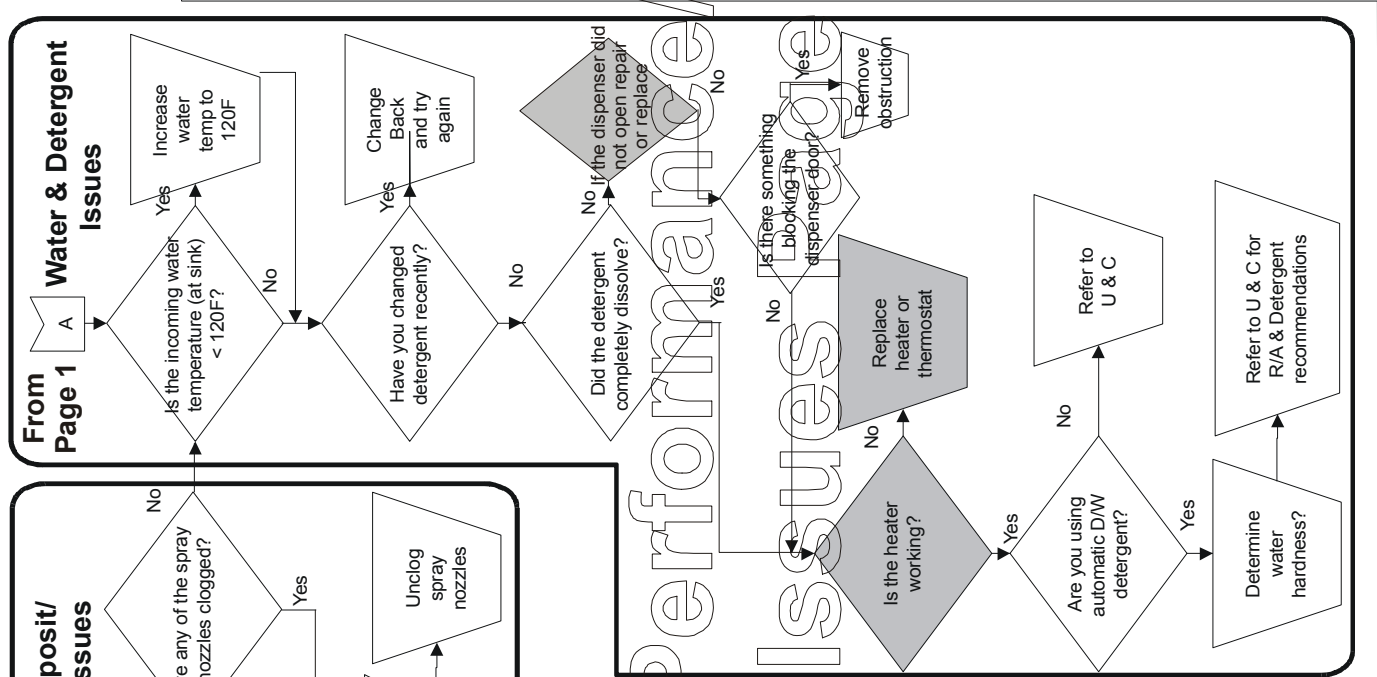 From
Page 1
A
Water & Detergent
Issues
Is the incoming water
temperature (at sink)
< 120F?
Yes
Increase
water
temp to
120F
No
Have you changed
detergent recently?
Yes
Change
Back
and try
again
No
Did the detergent
completely dissolve?
No
If the dispenser did
not open repair
or replace
No
Yes
Is there something
blocking the
dispenser door?
Yes
Remove
obstruction
No
Is the heater
working?
No
Replace
heater or
thermostat
Yes
Are you using
automatic D/W
detergent?
No
Refer to
U & C
Yes
Determine
water
hardness?
Refer to U & C for
R/A & Detergent
recommendations
Performance/
Issues Page
posit/
ssues
e any of the spray
nozzles clogged?
No
Yes
Unclog
spray
nozzles